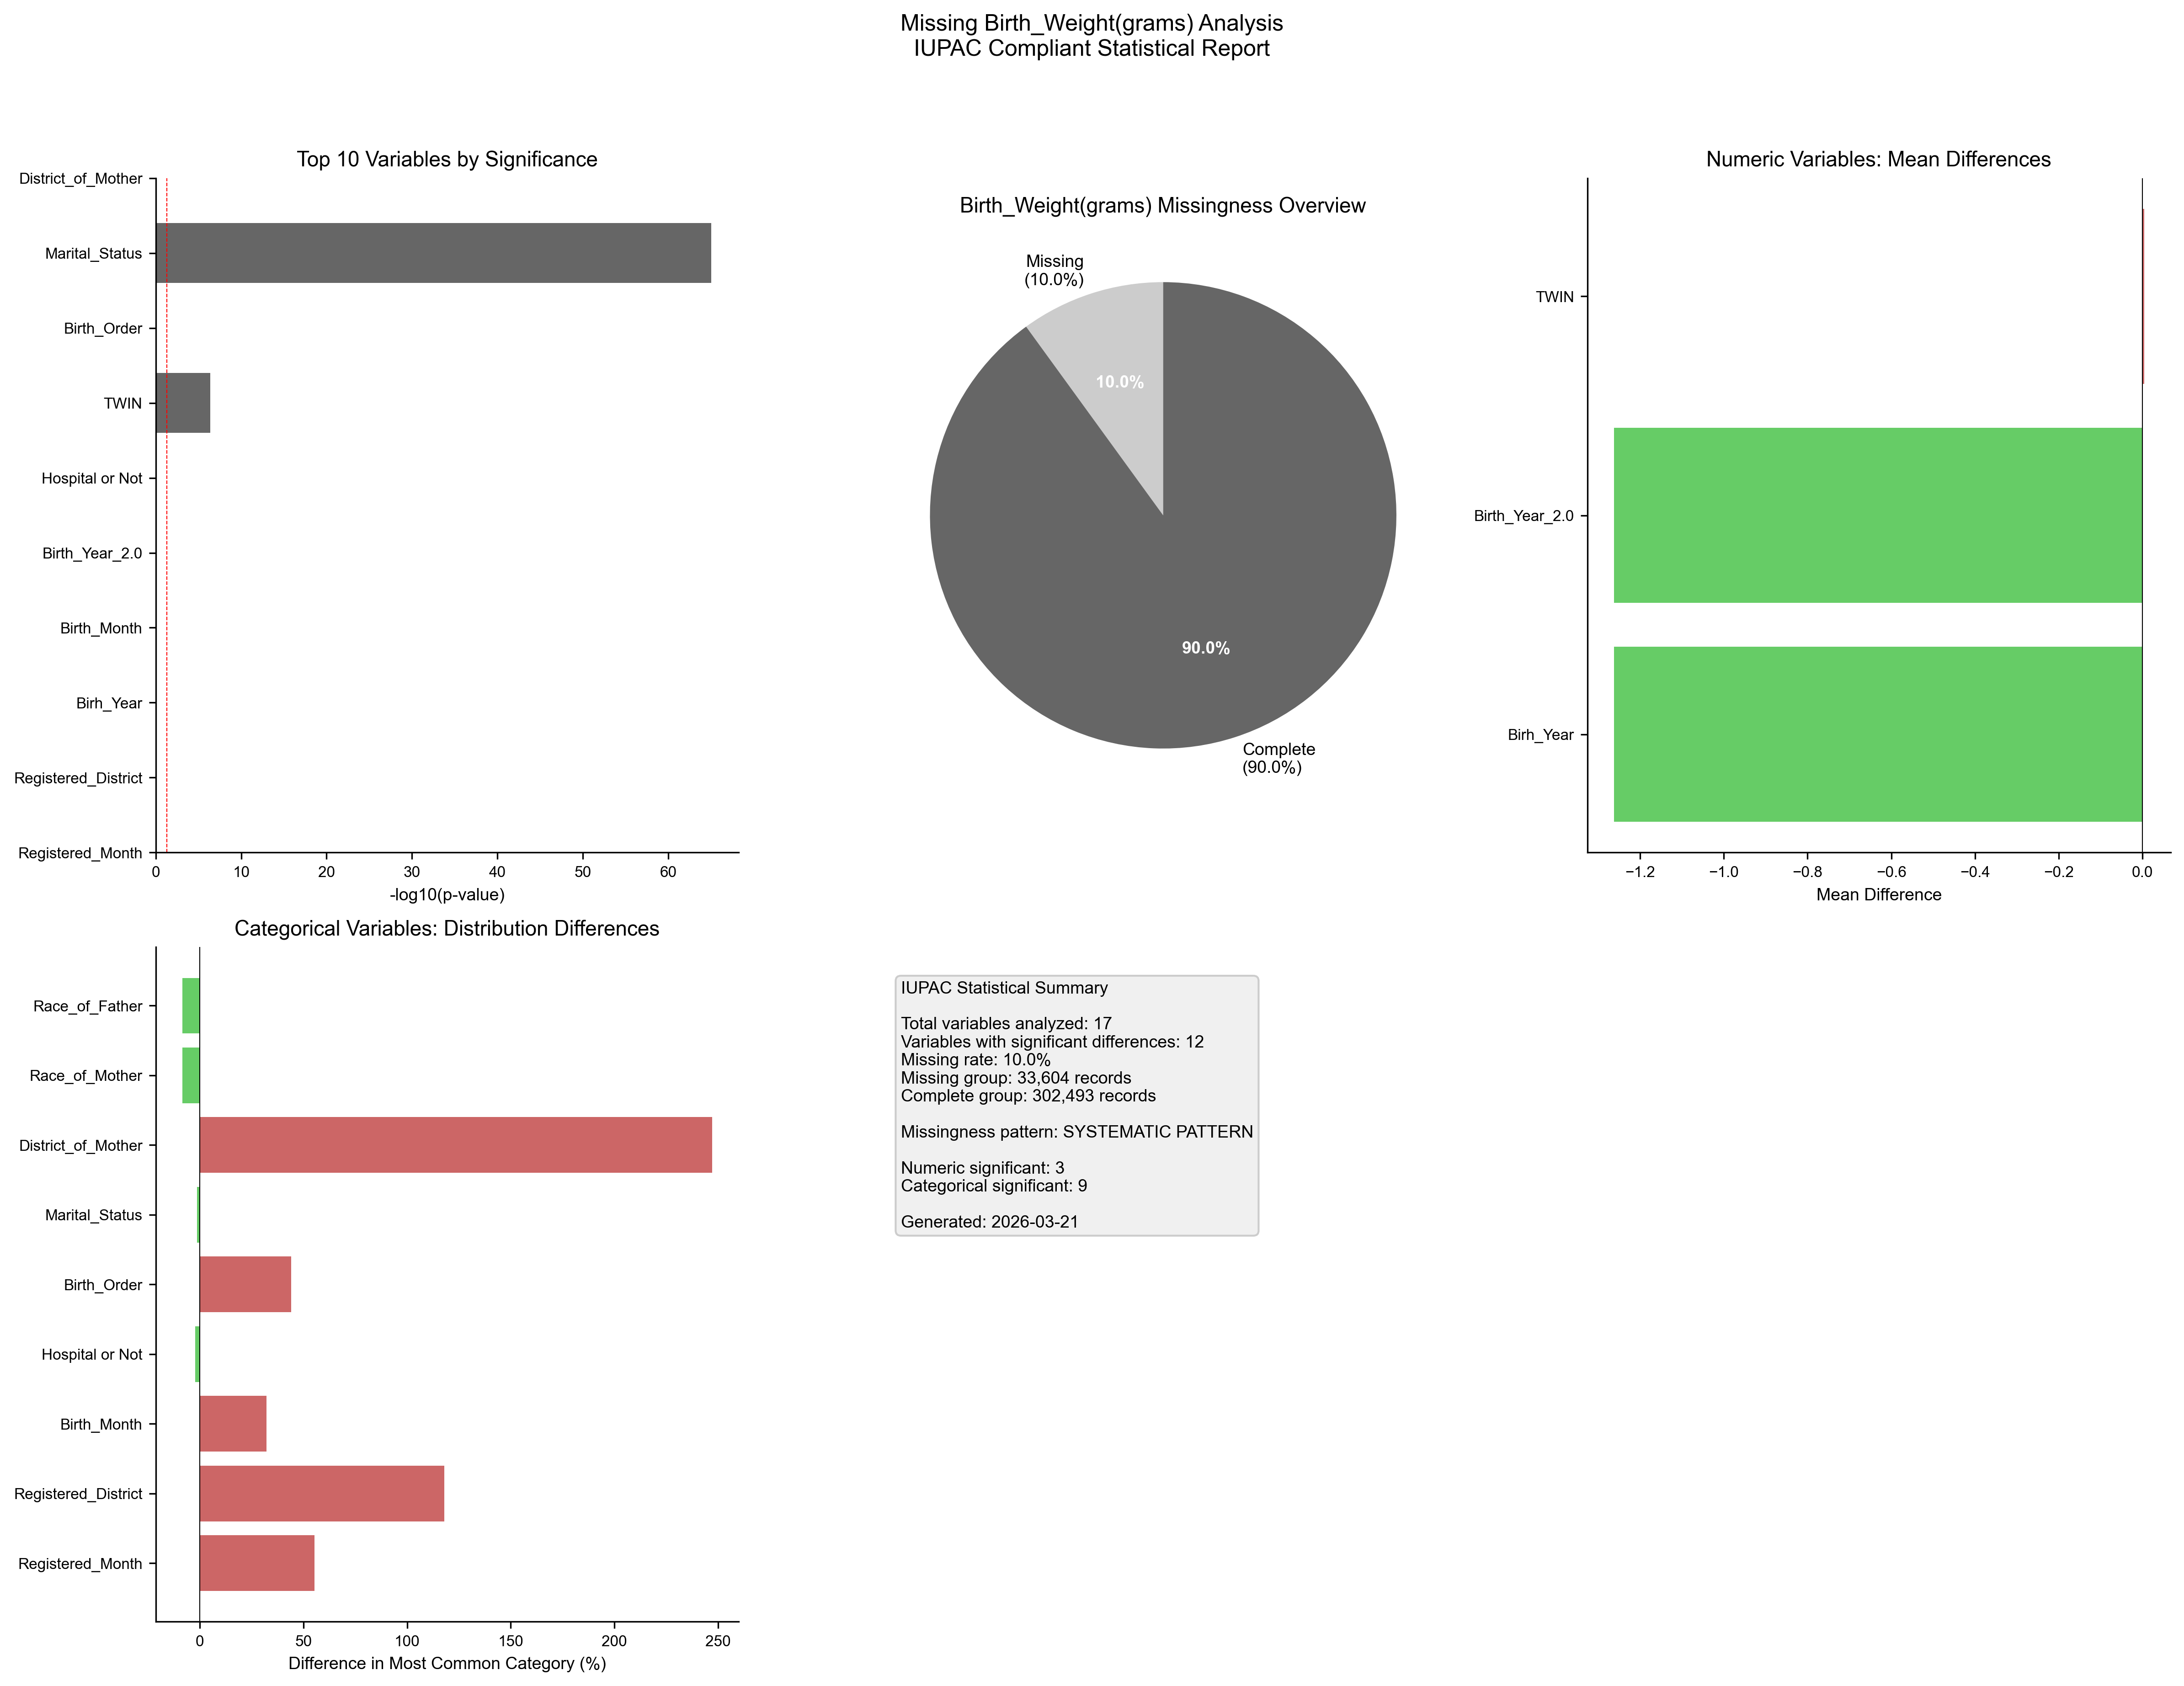 Missing Birth_Weight(grams) Analysis
IUPAC Compliant Statistical Report
Top 10 Variables by Significance
District_of_Mother
Marital_Status
Birth_Order
TWIN
Hospital or Not
Birth_Year_2.0
Birth_Month
Birh_Year
Registered_District
Registered_Month
0 10 20 30 40 50 60
-log10(p-value)
Birth_Weight(grams) Missingness Overview
Missing
(10.0%)
10.0%
90.0%
Complete
(90.0%)
Numeric Variables: Mean Differences
TWIN
Birth_Year_2.0
Birh_Year
−1.2 −1.0 −0.8 −0.6 −0.4 −0.2 0.0
Mean Difference
Categorical Variables: Distribution Differences
Race_of_Father
Race_of_Mother
District_of_Mother
Marital_Status
Birth_Order
Hospital or Not
Birth_Month
Registered_District
Registered_Month
0 50 100 150 200 250
Difference in Most Common Category (%)
IUPAC Statistical Summary
Total variables analyzed: 17
Variables with significant differences: 12
Missing rate: 10.0%
Missing group: 33,604 records
Complete group: 302,493 records
Missingness pattern: SYSTEMATIC PATTERN
Numeric significant: 3
Categorical significant: 9
Generated: 2026-03-21